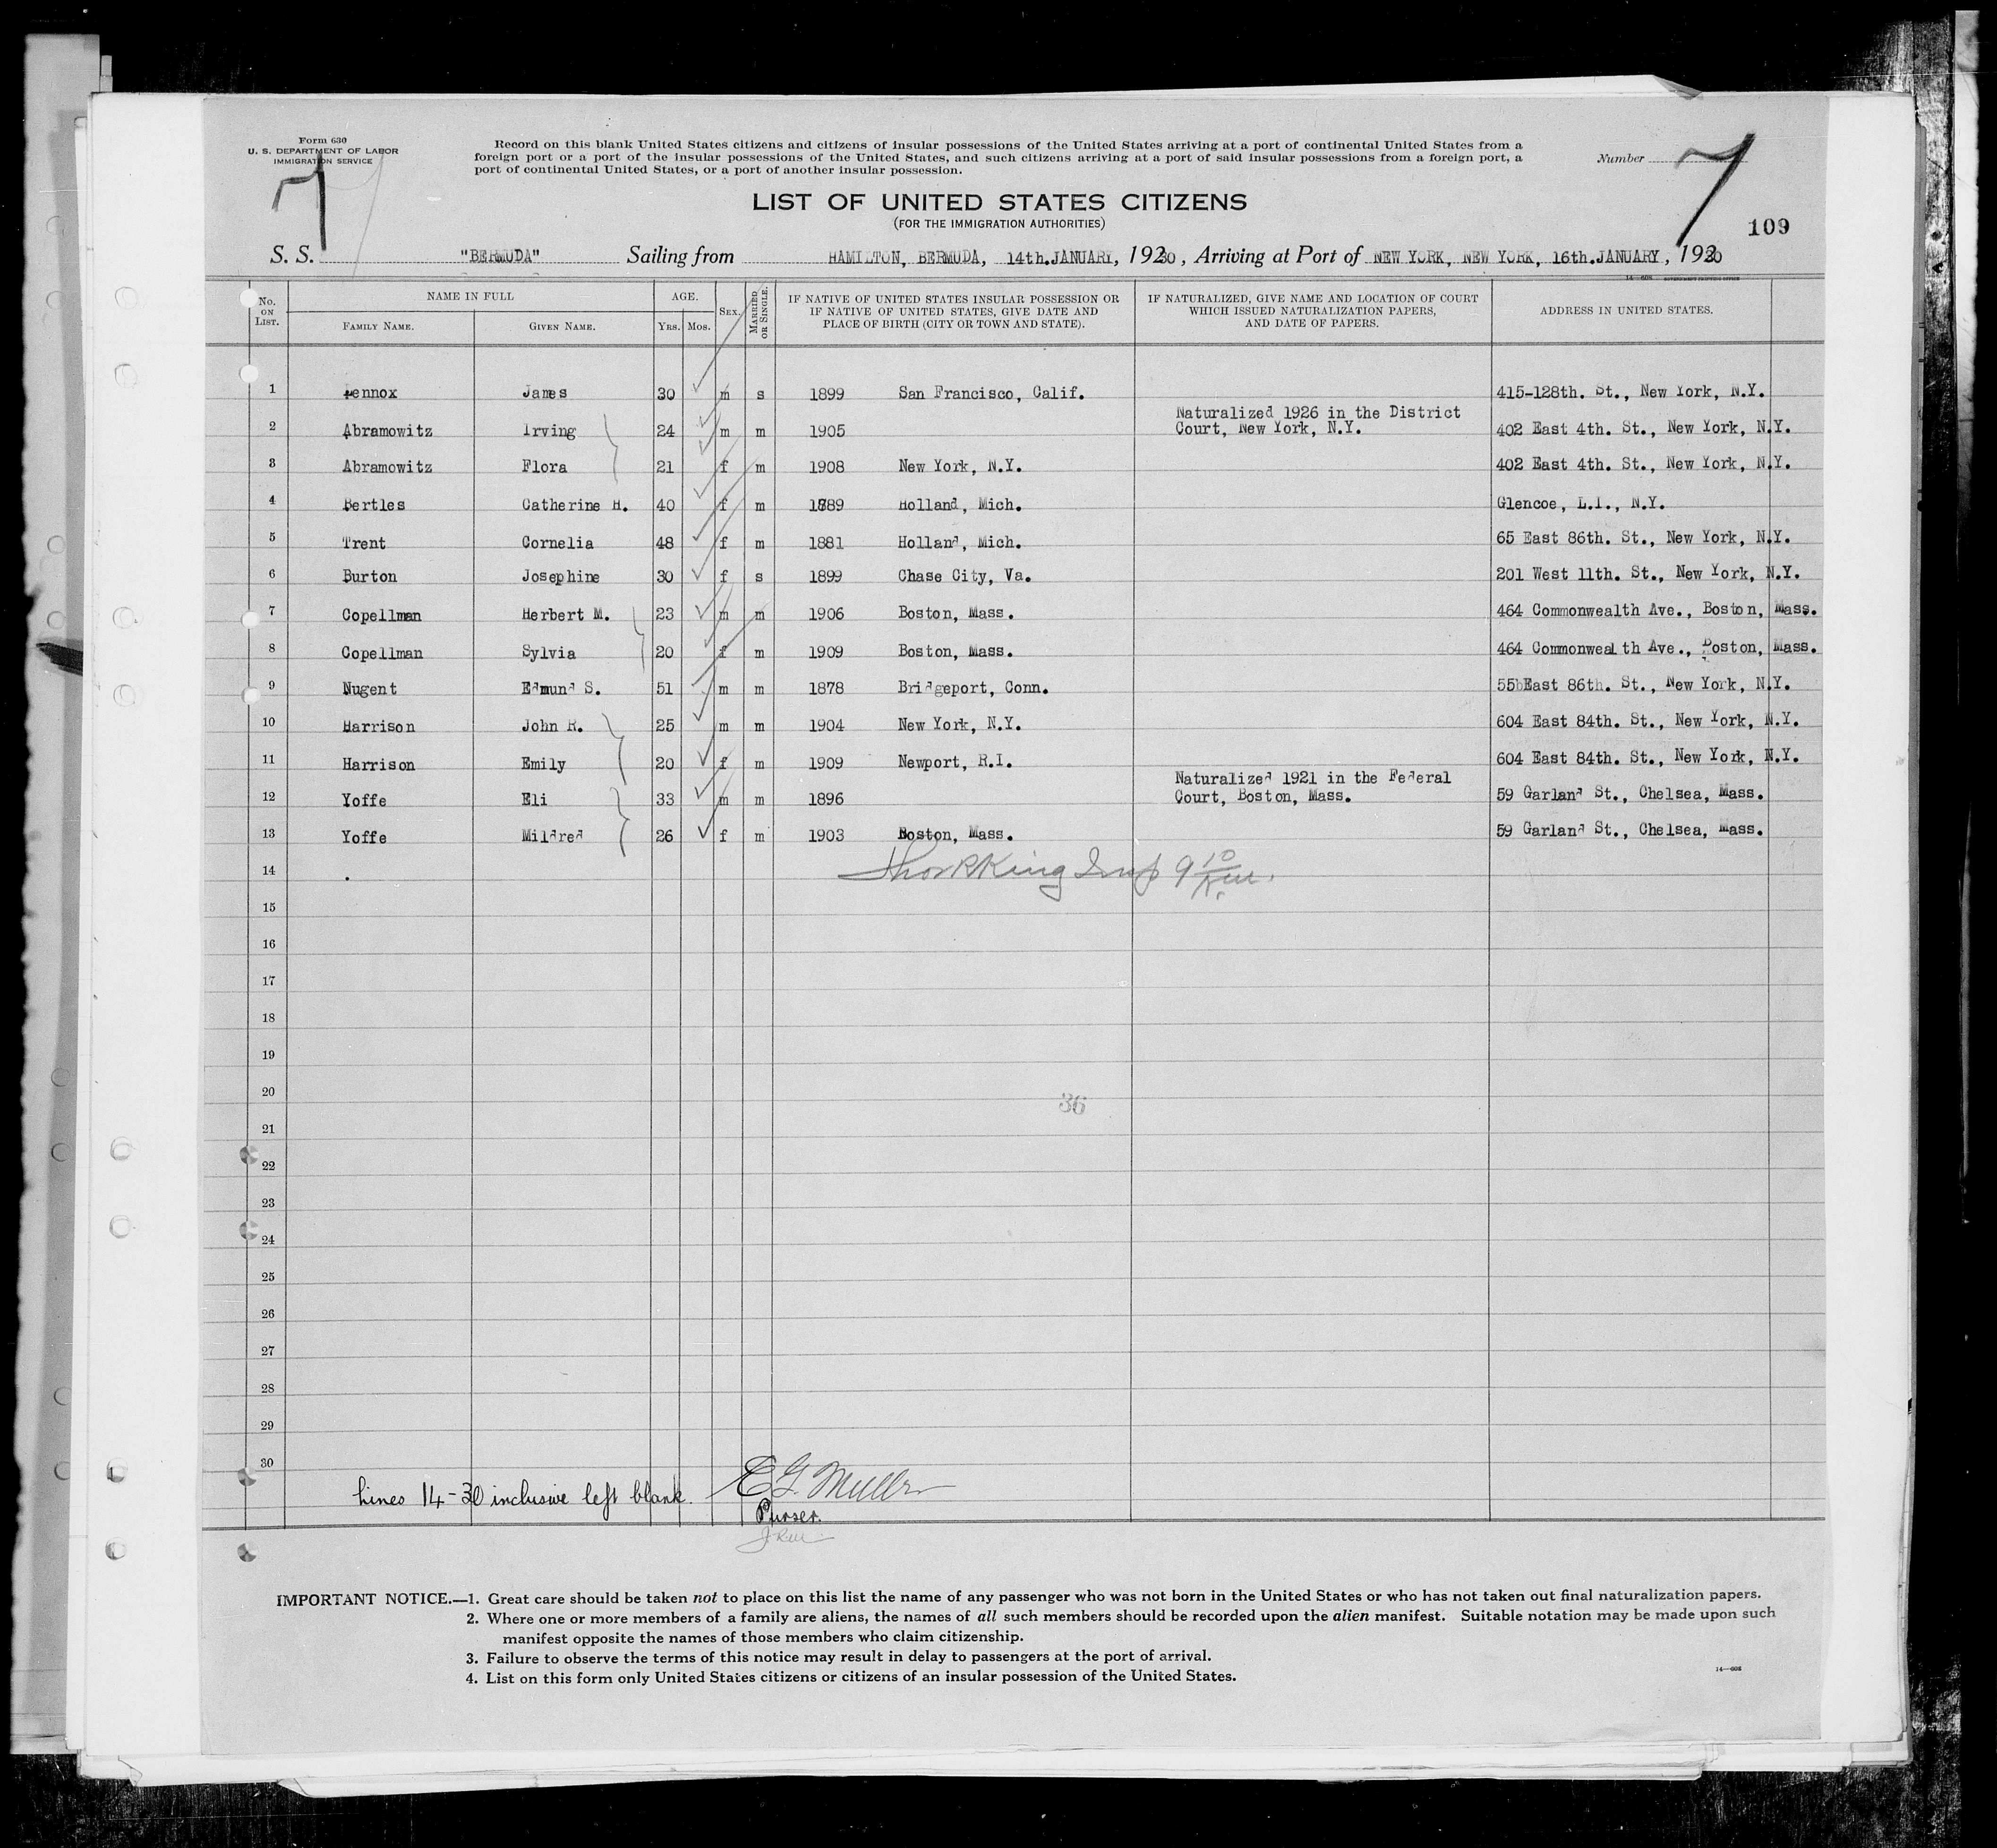 Form 630
U. S. DEPARTMENT OF LABOR
IMMIGRATION SERVICE
Record on this blank United States citizens and citizens of insular possessions of the United States arriving at a port of continental United States from a
foreign port or a port of the insular possessions of the United States, and such citizens arriving at a port of said insular possessions from a foreign port, a
port of continental United States, or a port of another insular possession.
Number 7
7
109
LIST OF UNITED STATES CITIZENS
(FOR THE IMMIGRATION AUTHORITIES)
S. S. "BERMUDA" Sailing from HAMILTON, BERMUDA, 14th.JANUARY, 1930, Arriving at Port of NEW YORK, NEW YORK, 16th.JANUARY, 1930
No. ON LIST. NAME IN FULL AGE. SEX. MARRIED OR SINGLE. IF NATIVE OF UNITED STATES INSULAR POSSESSION OR IF NATIVE OF UNITED STATES, GIVE DATE AND PLACE OF BIRTH (CITY OR TOWN AND STATE). IF NATURALIZED, GIVE NAME AND LOCATION OF COURT WHICH ISSUED NATURALIZATION PAPERS, AND DATE OF PAPERS. ADDRESS IN UNITED STATES.
FAMILY NAME. GIVEN NAME. YRS. MOS.
1 Lennox James 30 m s 1899 San Francisco, Calif. 415-128th. St., New York, N.Y.
2 Abramowitz Irving 24 m m 1905 Naturalized 1926 in the District Court, New York, N.Y. 402 East 4th. St., New York, N.Y.
3 Abramowitz Flora 21 f m 1908 New York, N.Y. 402 East 4th. St., New York, N.Y.
4 Bertles Catherine H. 40 f m 1889 Holland, Mich. Glencoe, L.I., N.Y.
5 Trent Cornelia 48 f m 1881 Holland, Mich. 65 East 86th. St., New York, N.Y.
6 Burton Josephine 30 f s 1899 Chase City, Va. 201 West 11th. St., New York, N.Y.
7 Copellman Herbert M. 23 m m 1906 Boston, Mass. 464 Commonwealth Ave., Boston, Mass.
8 Copellman Sylvia 20 f m 1909 Boston, Mass. 464 Commonwealth Ave., Boston, Mass.
9 Nugent Edmund S. 51 m m 1878 Bridgeport, Conn. 55 East 86th. St., New York, N.Y.
10 Harrison John R. 25 m m 1904 New York, N.Y. 604 East 84th. St., New York, N.Y.
11 Harrison Emily 20 f m 1909 Newport, R.I. 604 East 84th. St., New York, N.Y.
12 Yoffe Eli 33 m m 1896 Naturalized 1921 in the Federal Court, Boston, Mass. 59 Garland St., Chelsea, Mass.
13 Yoffe Mildred 26 f m 1903 Boston, Mass. 59 Garland St., Chelsea, Mass.
14 King Insp 9 10
15
16
17
18
19
20
36
21
22
23
24
25
26
27
28
29
30
Lines 14-30 inclusive left blank. E G. Muller
Purser.
IMPORTANT NOTICE.—1. Great care should be taken not to place on this list the name of any passenger who was not born in the United States or who has not taken out final naturalization papers.
2. Where one or more members of a family are aliens, the names of all such members should be recorded upon the alien manifest. Suitable notation may be made upon such
manifest opposite the names of those members who claim citizenship.
3. Failure to observe the terms of this notice may result in delay to passengers at the port of arrival.
4. List on this form only United States citizens or citizens of an insular possession of the United States.